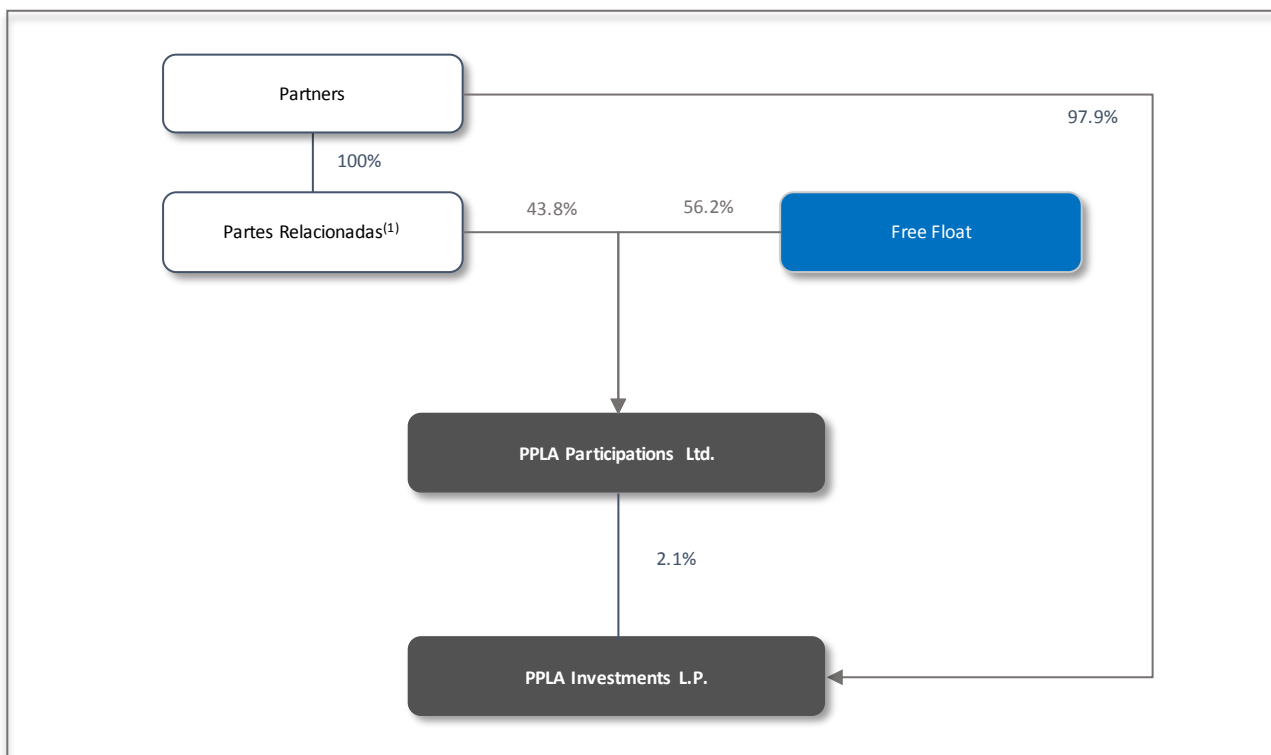 Partners
97.9%
100%
43.8%
56.2%
Partes Relacionadas(1)
Free Float
PPLA Participations Ltd.
2.1%
PPLA Investments L.P.